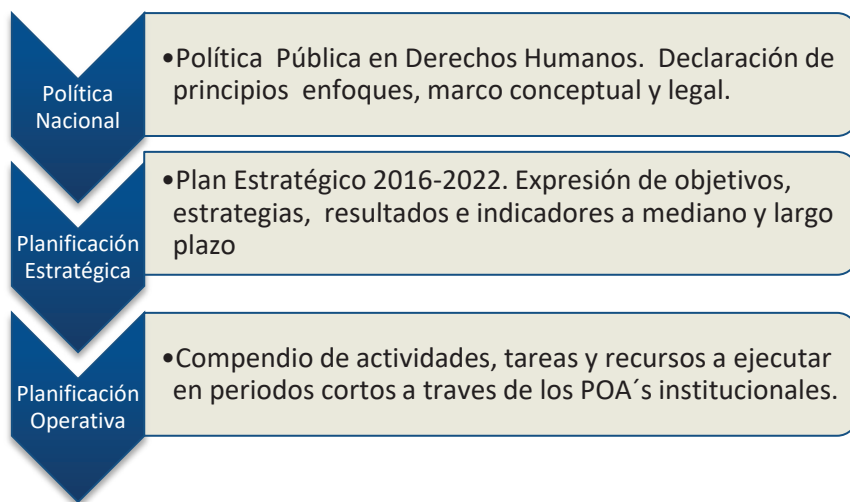 Política
Nacional
•Política Pública en Derechos Humanos. Declaración de
principios enfoques, marco conceptual y legal.
Planificación
Estratégica
•Plan Estratégico 2016-2022. Expresión de objetivos,
estrategias, resultados e indicadores a mediano y largo
plazo
Planificación
Operativa
•Compendio de actividades, tareas y recursos a ejecutar
en periodos cortos a traves de los POA´s institucionales.